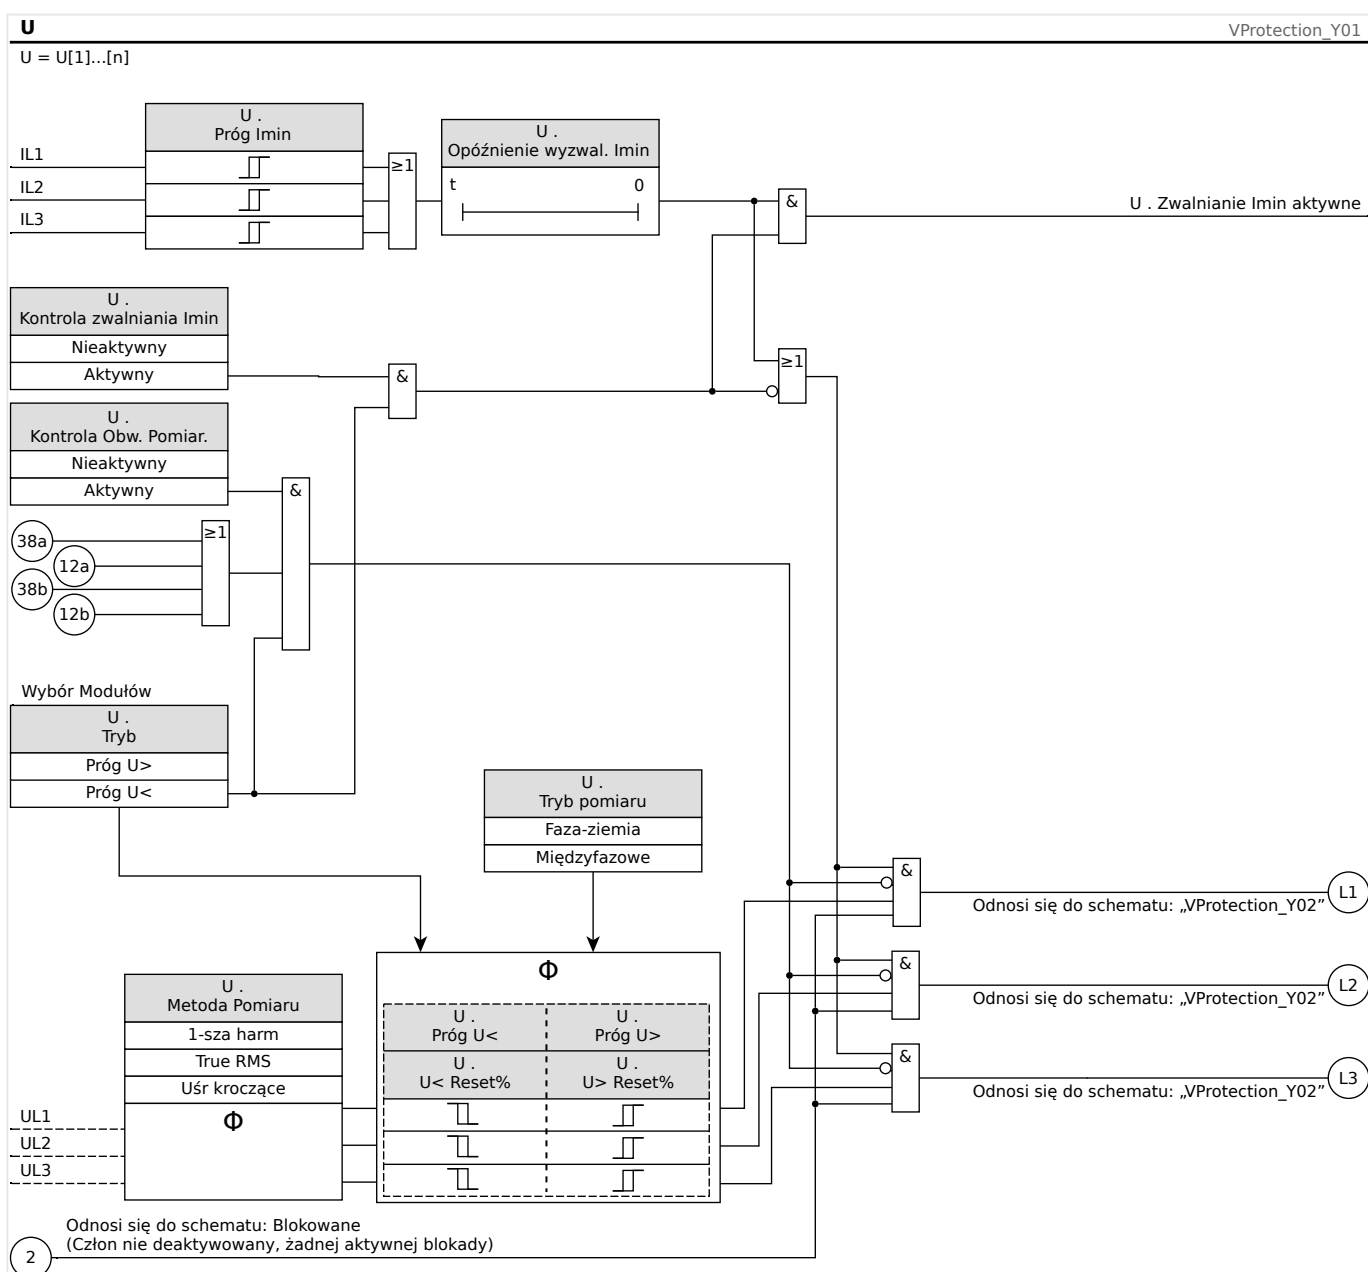 U
VProtection_Y01
U = U[1]...[n]
U .
Próg Imin
IL1
IL2
IL3
≥1
U .
Opóźnienie wyzwal. Imin
t
0
&
U . Zwalnianie Imin aktywne
U .
Kontrola zwalniania Imin
Nieaktywny
Aktywny
&
≥1
U .
Kontrola Obw. Pomiar.
Nieaktywny
Aktywny
&
38a
12a
38b
12b
≥1
Wybór Modułów
U .
Tryb
Próg U>
Próg U<
U .
Tryb pomiaru
Faza-ziemia
Międzyfazowe
&
L1
Odnosi się do schematu: „VProtection_Y02”
&
L2
Odnosi się do schematu: „VProtection_Y02”
&
L3
Odnosi się do schematu: „VProtection_Y02”
U .
Metoda Pomiaru
1-sza harm
True RMS
Uśr kroczące
Φ
UL1
UL2
UL3
Φ
U .
Próg U<
U .
Próg U>
U .
U< Reset%
U .
U> Reset%
Odnosi się do schematu: Blokowane
(Człon nie deaktywowany, żadnej aktywnej blokady)
2